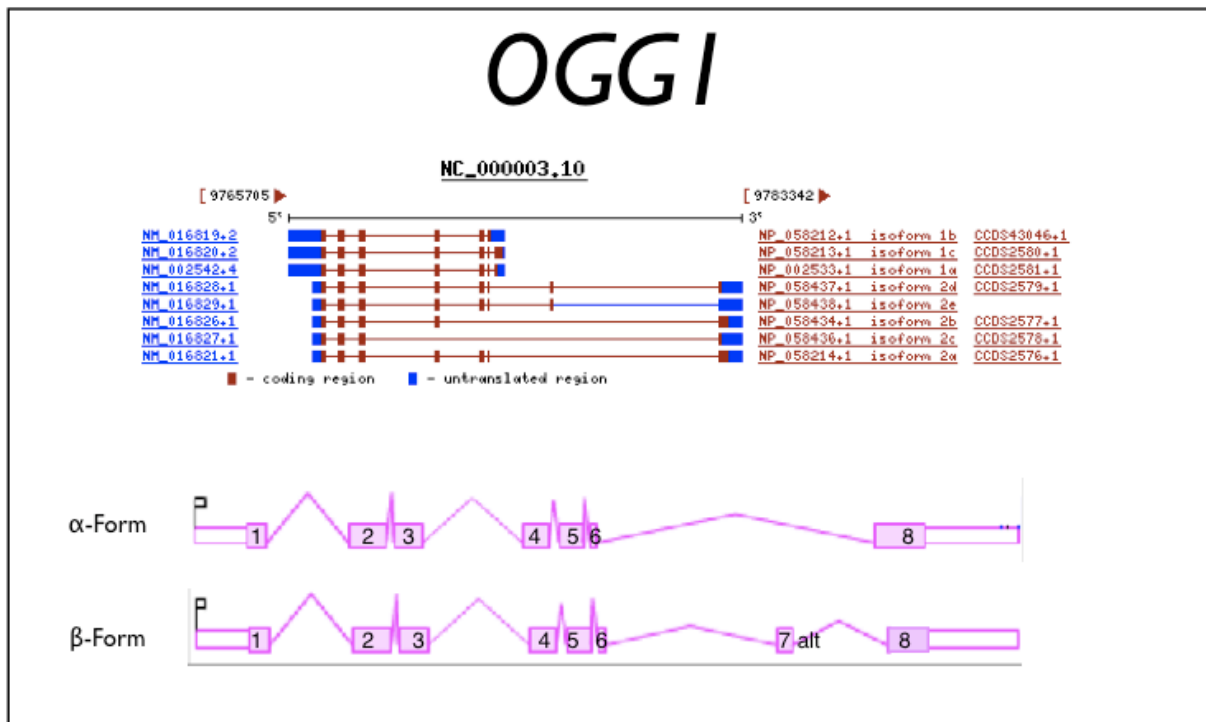 OGG1
NC_000003.10
[ 9765705 [ 9783342
5' 3'
NM_016819.2 NP_058212.1 isoform 1b CCDS43046.1
NM_016820.2 NP_058213.1 isoform 1c CCDS2580.1
NM_002542.4 NP_002533.1 isoform 1a CCDS2581.1
NM_016828.1 NP_058437.1 isoform 2d CCDS2579.1
NM_016829.1 NP_058438.1 isoform 2e
NM_016826.1 NP_058434.1 isoform 2b CCDS2577.1
NM_016827.1 NP_058436.1 isoform 2c CCDS2578.1
NM_016821.1 NP_058214.1 isoform 2a CCDS2576.1
- coding region - untranslated region
α-Form 1 2 3 4 5 6 8
β-Form 1 2 3 4 5 6 7 alt 8